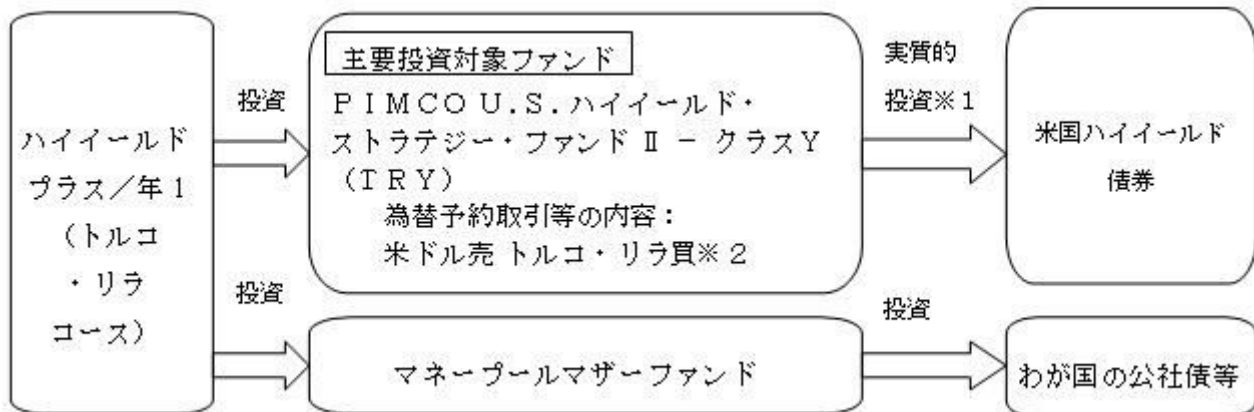 ハイイールド
プラス／年１
（トルコ
・リラ
コース）
投資
投資
主要投資対象ファンド
ＰＩＭＣＯ Ｕ.Ｓ.ハイイールド・
ストラテジー・ファンド Ⅱ － クラスＹ
（ＴＲＹ）
為替予約取引等の内容：
米ドル売 トルコ・リラ買※２
マネープールマザーファンド
実質的
投資※１
投資
米国ハイイールド
債券
わが国の公社債等